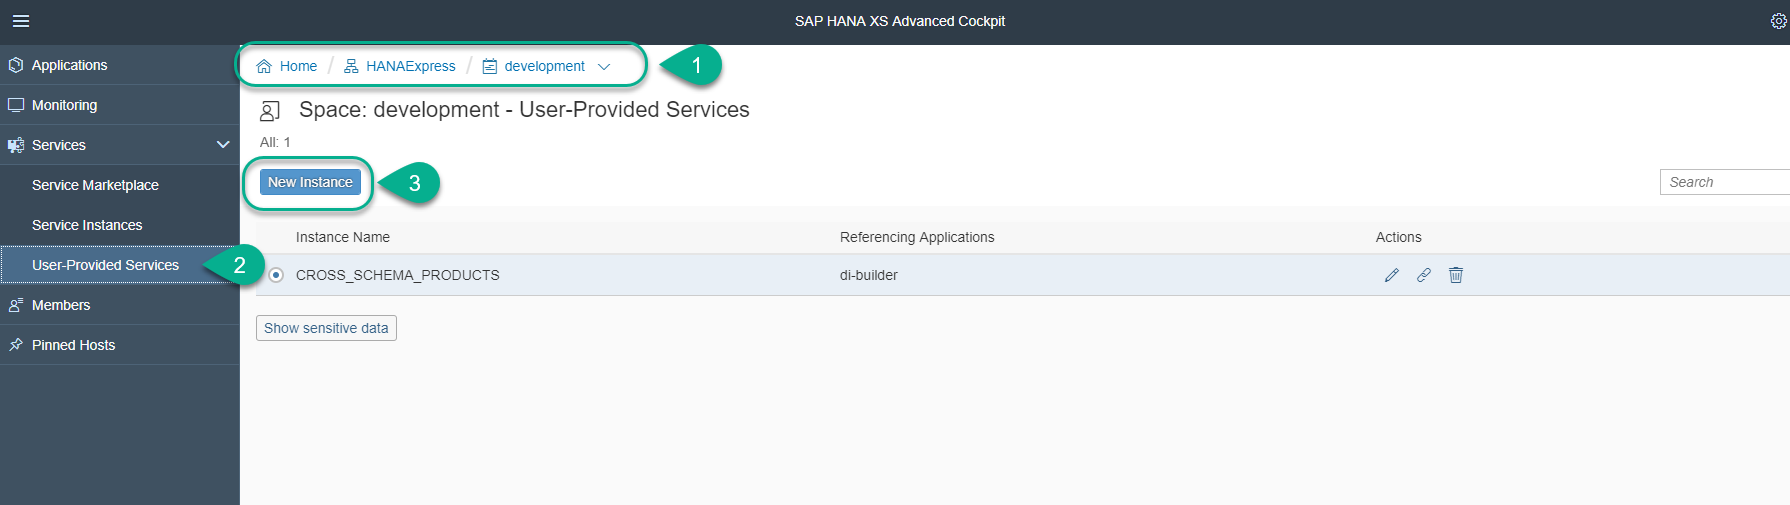 SAP HANA XS Advanced Cockpit
Applications
Monitoring
Services
Service Marketplace
Service Instances
User-Provided Services
Members
Pinned Hosts
Home / HANAExpress / development
1
Space: development - User-Provided Services
All: 1
New Instance
3
Search
2
Instance Name Referencing Applications Actions
CROSS_SCHEMA_PRODUCTS di-builder
Show sensitive data